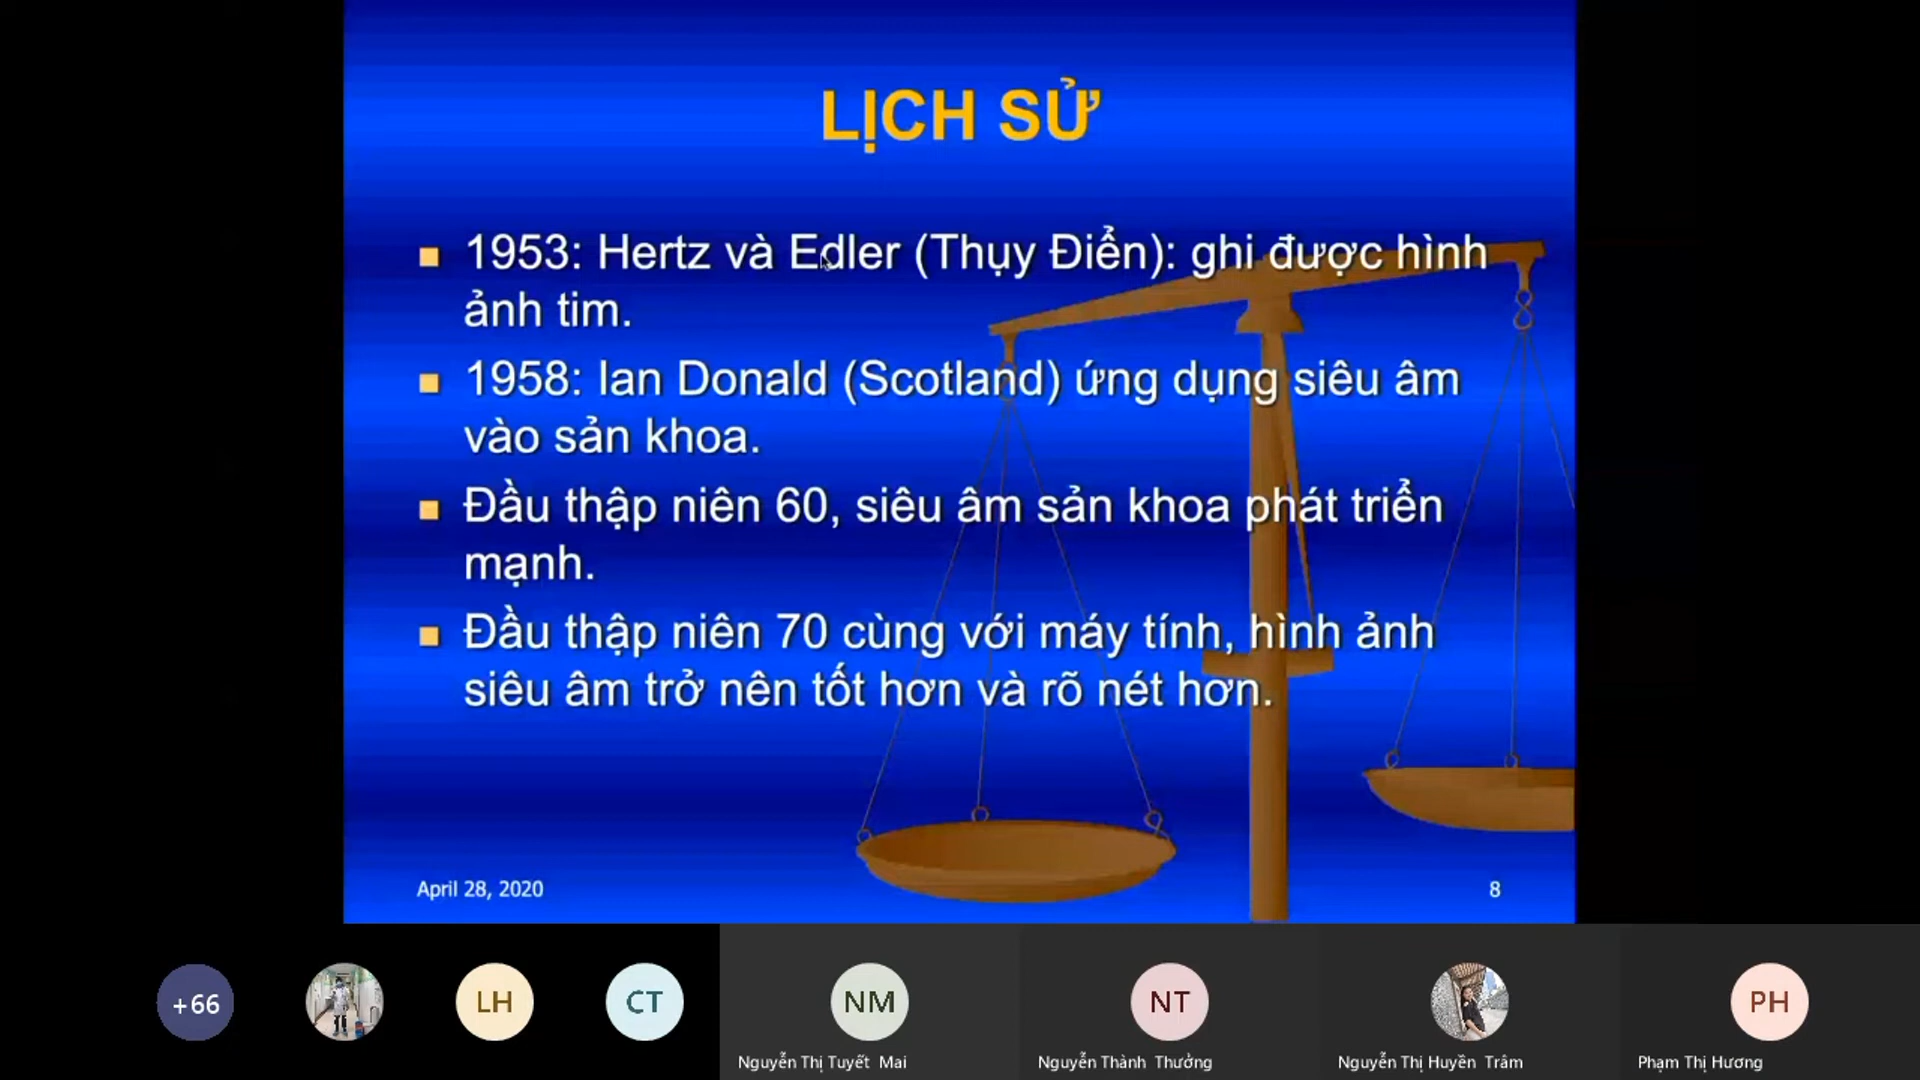 LỊCH SỬ
1953: Hertz và Edler (Thụy Điển): ghi được hình
ảnh tim.
1958: Ian Donald (Scotland) ứng dụng siêu âm
vào sản khoa.
Đầu thập niên 60, siêu âm sản khoa phát triển
mạnh.
Đầu thập niên 70 cùng với máy tính, hình ảnh
siêu âm trở nên tốt hơn và rõ nét hơn.
April 28, 2020
8
+66
LH
CT
NM
NT
PH
Nguyễn Thị Tuyết Mai
Nguyễn Thành Thưởng
Nguyễn Thị Huyền Trâm
Phạm Thị Hương